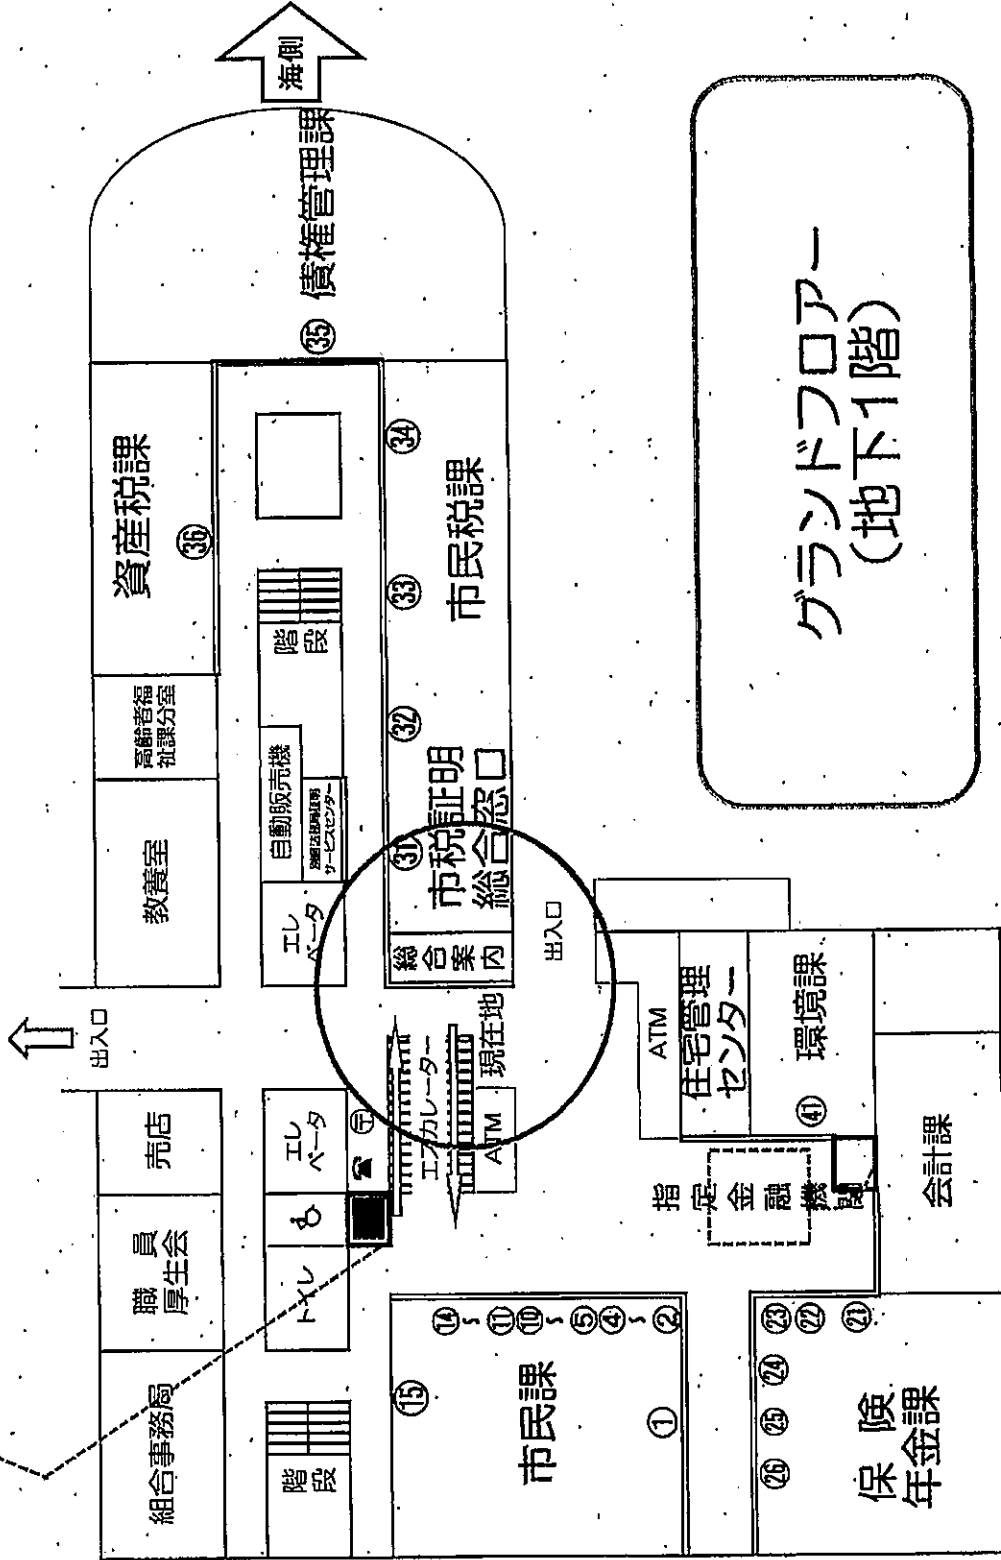 海側
債権管理課
㉟
資産税課
㊱
㉞
市民税課
㉝
㉜
階段
高齢者福
祉課分室
自動販売機
サービスセンター
教養室
市税証明
総合窓口
㉛
エレ
ベータ
総合案内
出入口
出入口
現在地
エスカレーター
ATM
ATM
住宅管理
センター
環境課
㊶
売店
エレ
ベータ
〒
職員
厚生会
トイレ
指定金融機関
会計課
組合事務局
階段
市民課
⑮
⑭
~
⑪
⑩
~
⑤
④
~
②
①
保険
年金課
㉓
㉒
㉑
㉔
㉕
㉖
グランドフロアー
(地下1階)